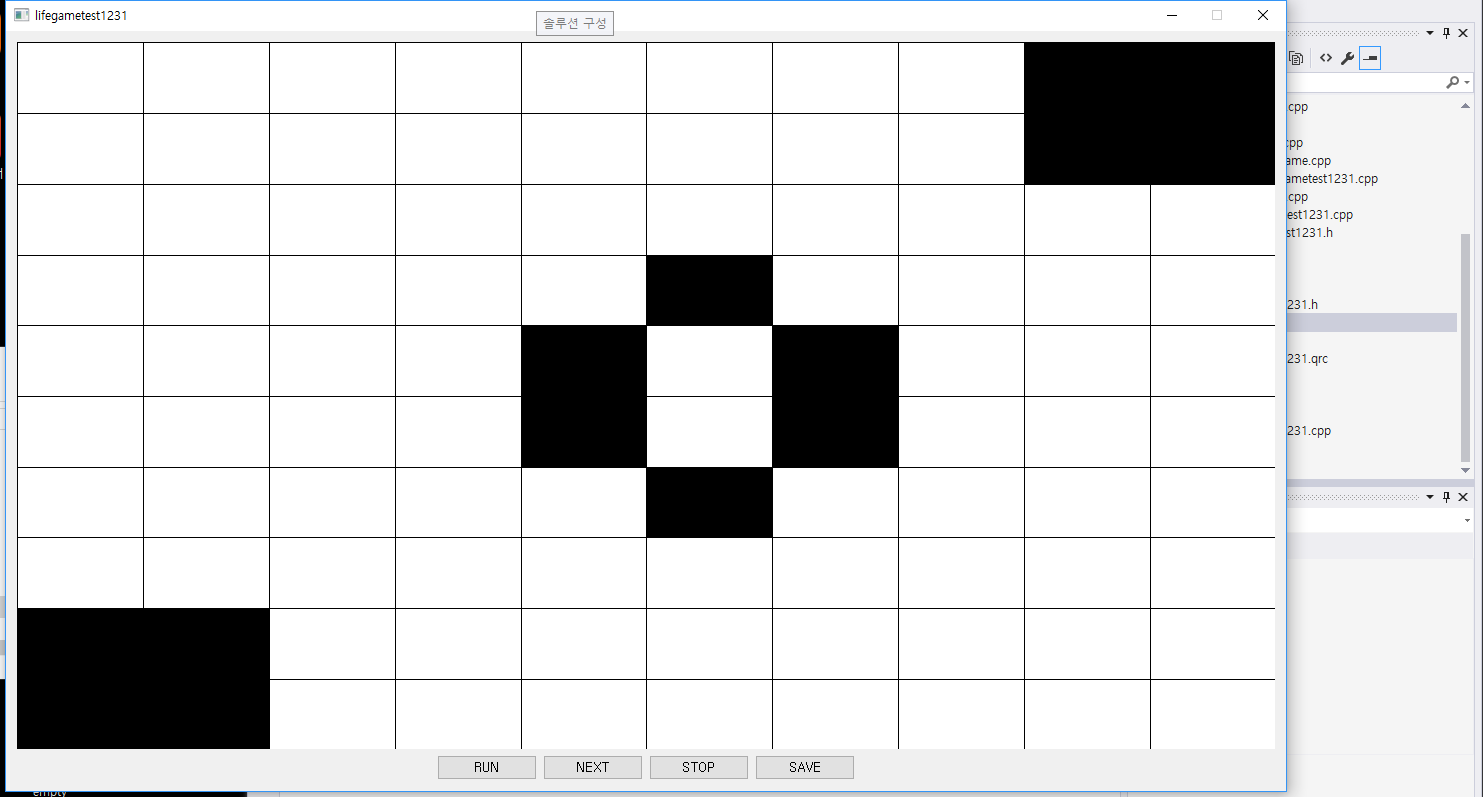 lifegametest1231
솔루션 구성
.cpp
.cpp
ame.cpp
ametest1231.cpp
.cpp
est1231.cpp
st1231.h
231.h
231.qrc
231.cpp
RUN
NEXT
STOP
SAVE
empty